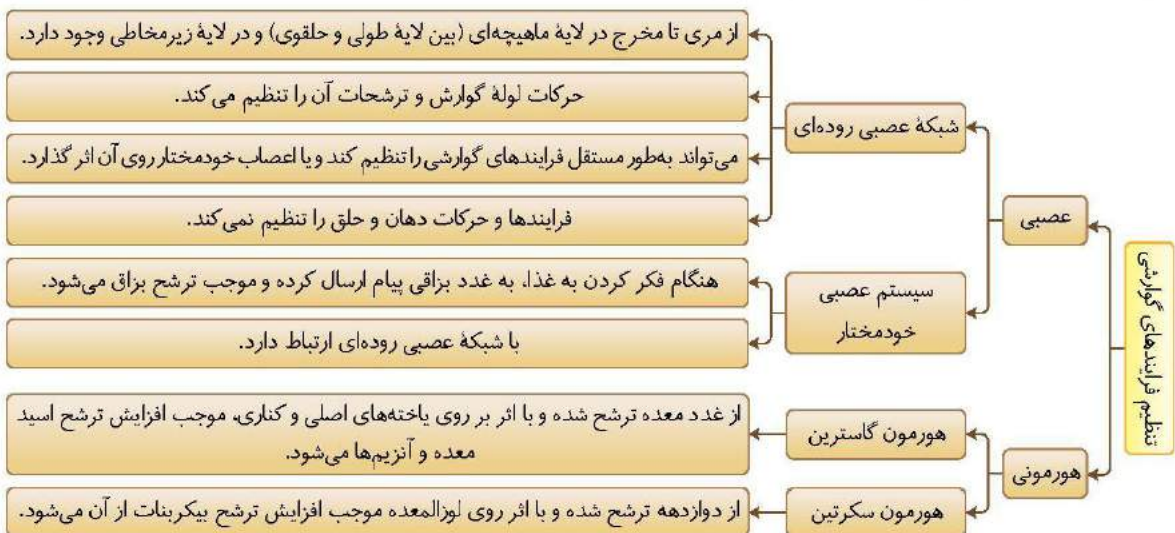 تنظیم فرایندهای گوارشی
عصبی
شبکهٔ عصبی روده‌ای
از مری تا مخرج در لایهٔ ماهیچه‌ای (بین لایهٔ طولی و حلقوی) و در لایهٔ زیرمخاطی وجود دارد.
حرکات لولهٔ گوارش و ترشحات آن را تنظیم می‌کند.
می‌تواند به‌طور مستقل فرایندهای گوارشی را تنظیم کند و یا اعصاب خودمختار روی آن اثر گذارد.
فرایندها و حرکات دهان و حلق را تنظیم نمی‌کند.
سیستم عصبی
خودمختار
هنگام فکر کردن به غذا، به غدد بزاقی پیام ارسال کرده و موجب ترشح بزاق می‌شود.
با شبکهٔ عصبی روده‌ای ارتباط دارد.
هورمونی
هورمون گاسترین
از غدد معده ترشح شده و با اثر بر روی یاخته‌های اصلی و کناری، موجب افزایش ترشح اسید
معده و آنزیم‌ها می‌شود.
هورمون سکرتین
از دوازدهه ترشح شده و با اثر روی لوزالمعده موجب افزایش ترشح بیکربنات از آن می‌شود.